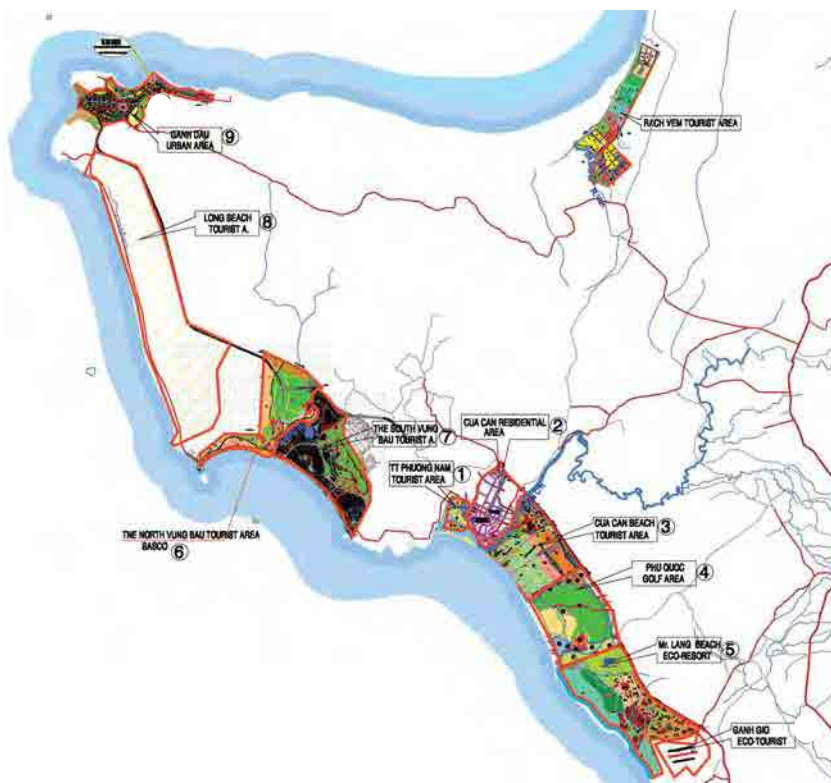 RACH VEM TOURIST AREA
GANH DAU
URBAN AREA
⑨
LONG BEACH
TOURIST A.
⑧
THE SOUTH VUNG
BAU TOURIST A.
⑦
CUA CAN RESIDENTIAL
AREA
②
TT PHUONG NAM
TOURIST AREA
①
THE NORTH VUNG BAU TOURIST AREA
BASCO
⑥
CUA CAN BEACH
TOURIST AREA
③
PHU QUOC
GOLF AREA
④
Mr. LANG BEACH
ECO-RESORT
⑤
GANH GIO
ECO-TOURIST